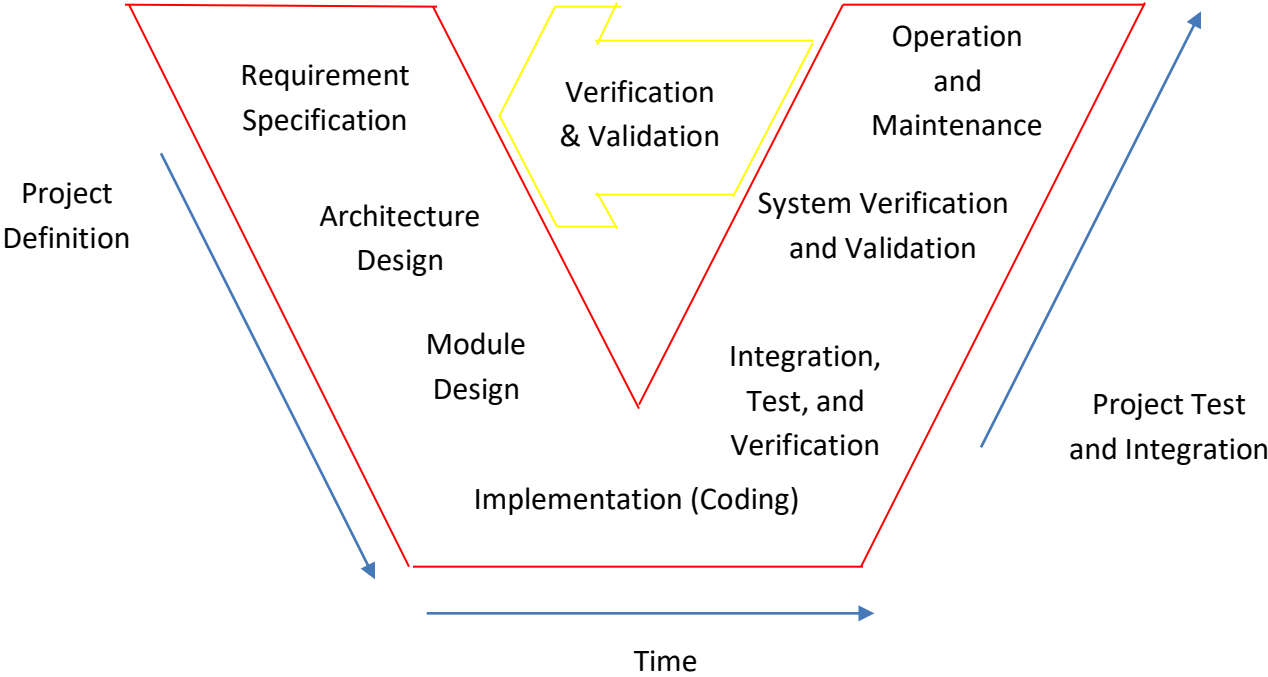 Requirement
Specification
Verification
& Validation
Operation
and
Maintenance
Project
Definition
Architecture
Design
System Verification
and Validation
Module
Design
Integration,
Test, and
Verification
Project Test
and Integration
Implementation (Coding)
Time